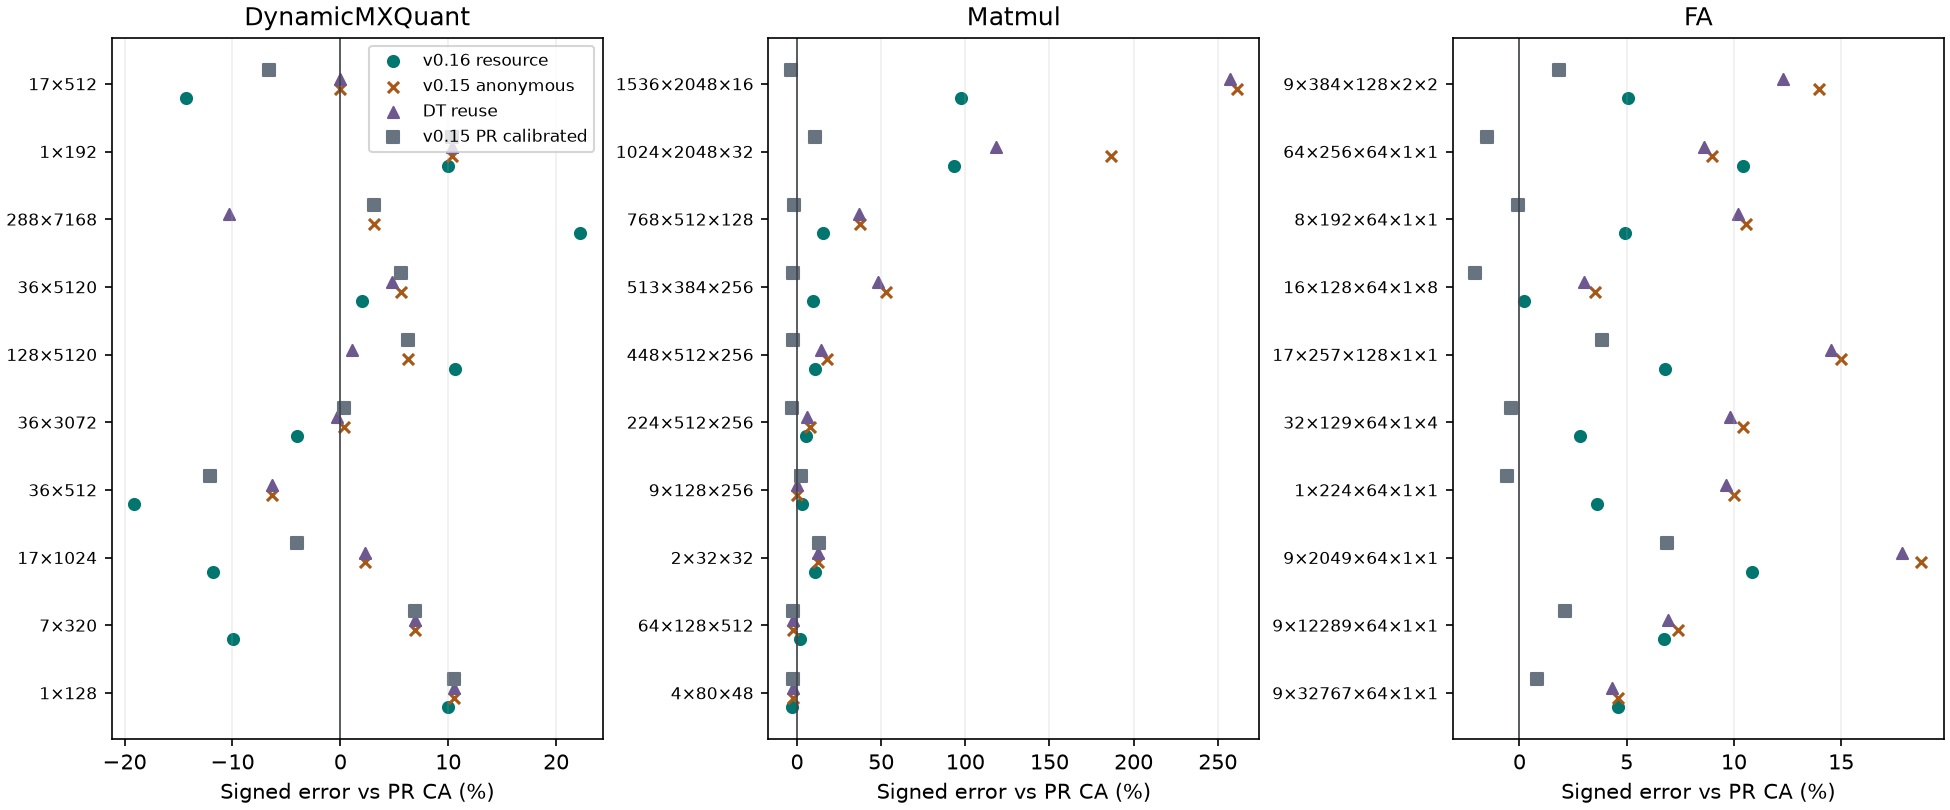 DynamicMXQuant
17×512
1×192
288×7168
36×5120
128×5120
36×3072
36×512
17×1024
7×320
1×128
v0.16 resource
v0.15 anonymous
DT reuse
v0.15 PR calibrated
−20 −10 0 10 20
Signed error vs PR CA (%)
Matmul
1536×2048×16
1024×2048×32
768×512×128
513×384×256
448×512×256
224×512×256
9×128×256
2×32×32
64×128×512
4×80×48
0 50 100 150 200 250
Signed error vs PR CA (%)
FA
9×384×128×2×2
64×256×64×1×1
8×192×64×1×1
16×128×64×1×8
17×257×128×1×1
32×129×64×1×4
1×224×64×1×1
9×2049×64×1×1
9×12289×64×1×1
9×32767×64×1×1
0 5 10 15
Signed error vs PR CA (%)